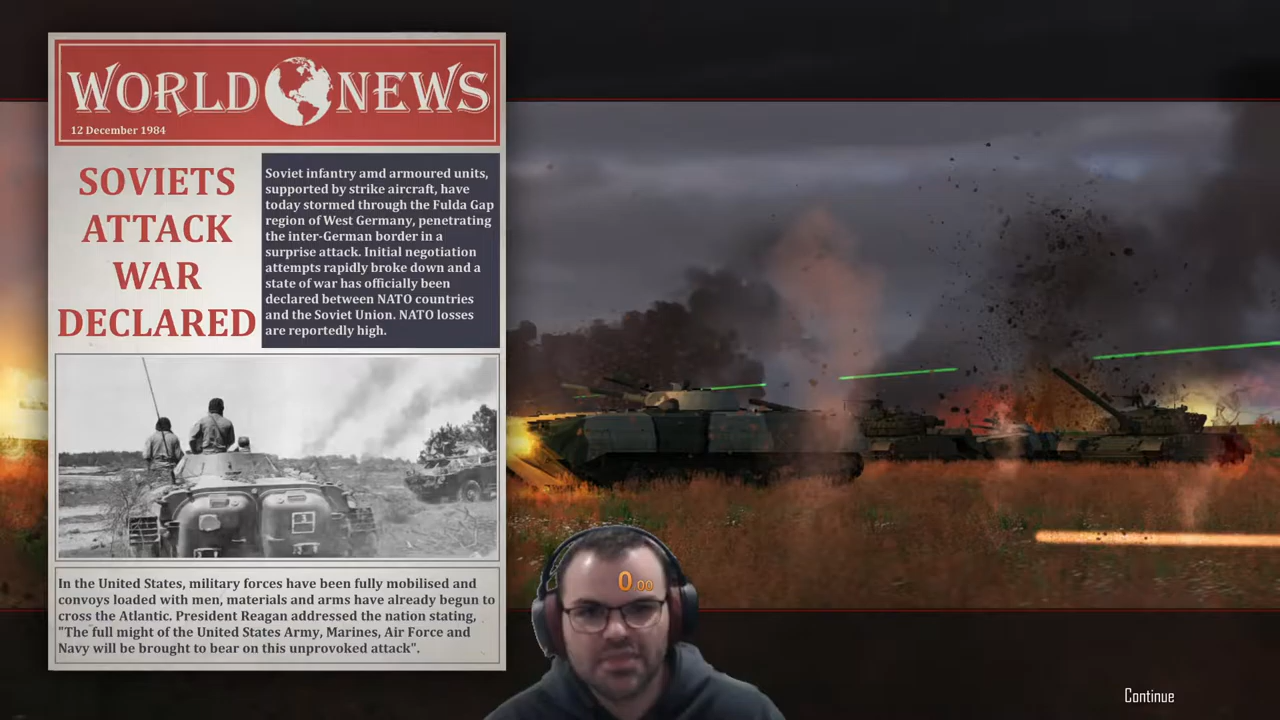 WORLD NEWS
12 December 1984
SOVIETS
ATTACK
WAR
DECLARED
Soviet infantry amd armoured units,
supported by strike aircraft, have
today stormed through the Fulda Gap
region of West Germany, penetrating
the inter-German border in a
surprise attack. Initial negotiation
attempts rapidly broke down and a
state of war has officially been
declared between NATO countries
and the Soviet Union. NATO losses
are reportedly high.
In the United States, military forces have been fully mobilised and
convoys loaded with men, materials and arms have already begun to
cross the Atlantic. President Reagan addressed the nation stating,
"The full might of the United States Army, Marines, Air Force and
Navy will be brought to bear on this unprovoked attack".
0 00
Continue